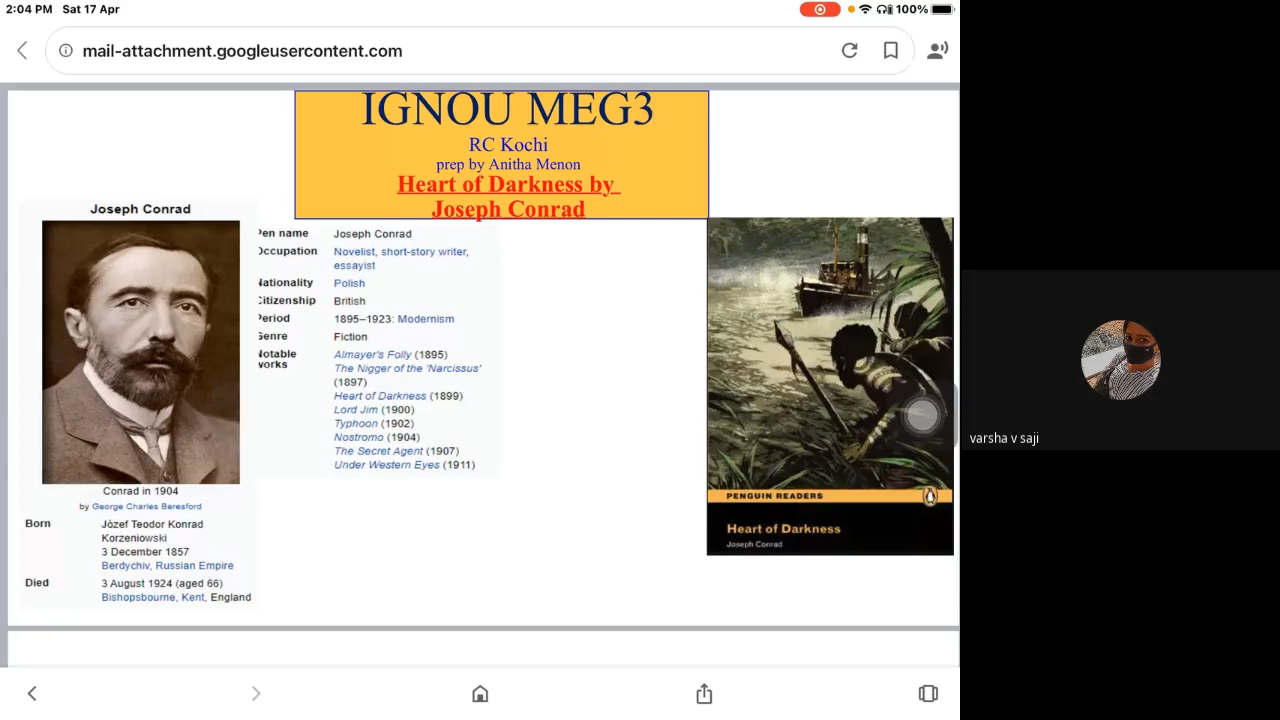 2:04 PM Sat 17 Apr
100%
mail-attachment.googleusercontent.com
IGNOU MEG3
RC Kochi
prep by Anitha Menon
Heart of Darkness by
Joseph Conrad
Joseph Conrad
Conrad in 1904
by George Charles Beresford
Born Józef Teodor Konrad
Korzeniowski
3 December 1857
Berdychiv, Russian Empire
Died 3 August 1924 (aged 66)
Bishopsbourne, Kent, England
Pen name Joseph Conrad
Occupation Novelist, short-story writer,
essayist
Nationality Polish
Citizenship British
Period 1895–1923: Modernism
Genre Fiction
Notable Almayer's Folly (1895)
works The Nigger of the 'Narcissus'
(1897)
Heart of Darkness (1899)
Lord Jim (1900)
Typhoon (1902)
Nostromo (1904)
The Secret Agent (1907)
Under Western Eyes (1911)
PENGUIN READERS
Heart of Darkness
Joseph Conrad
varsha v saji